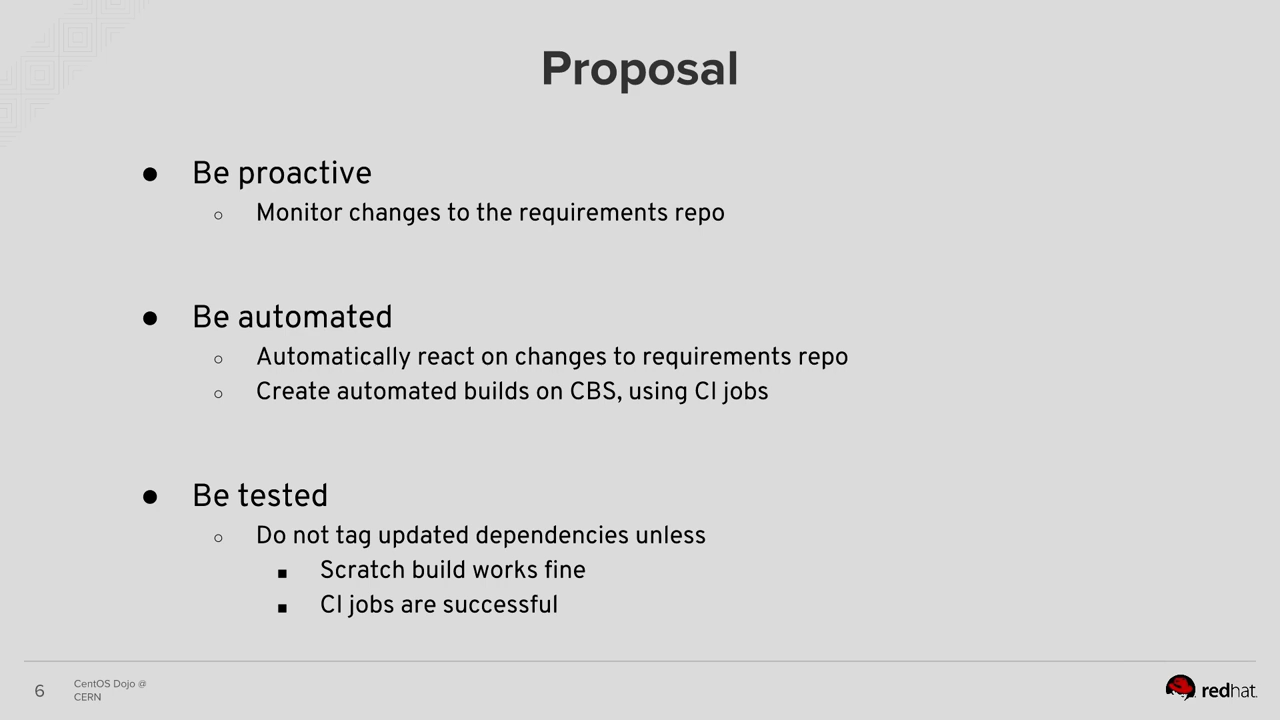 Proposal
● Be proactive
○ Monitor changes to the requirements repo
● Be automated
○ Automatically react on changes to requirements repo
○ Create automated builds on CBS, using CI jobs
● Be tested
○ Do not tag updated dependencies unless
■ Scratch build works fine
■ CI jobs are successful
6
CentOS Dojo @
CERN
redhat.